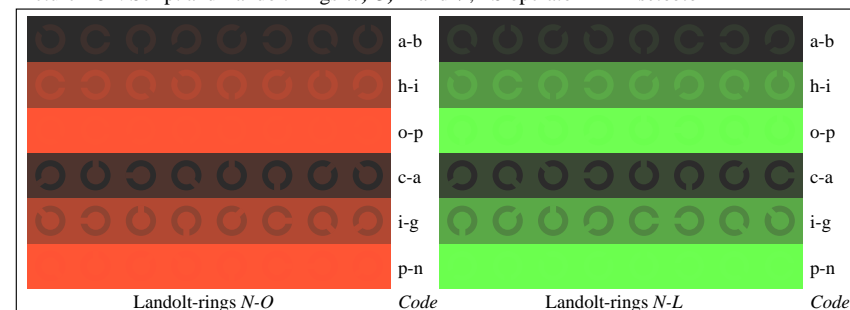 a-b a-b
h-i h-i
o-p o-p
c-a c-a
i-g i-g
p-n p-n
Landolt-rings N-O Code Landolt-rings N-L Code